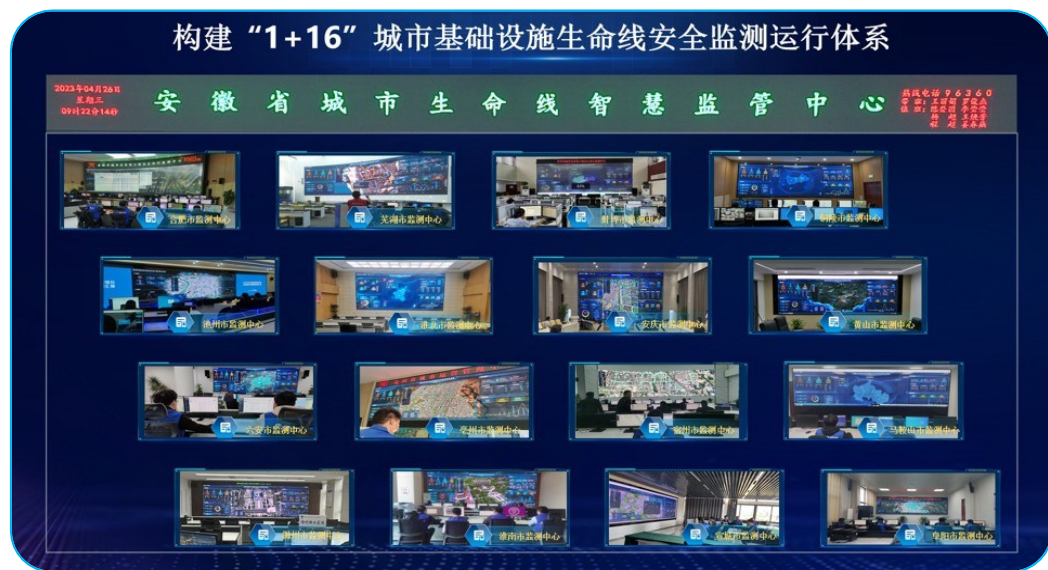 构建“1+16”城市基础设施生命线安全监测运行体系
2023年04月26日
星期三
09时22分14秒
安徽省城市生命线智慧监管中心
热线电话96360
合肥市监测中心
芜湖市监测中心
蚌埠市监测中心
铜陵市监测中心
池州市监测中心
淮北市监测中心
安庆市监测中心
黄山市监测中心
六安市监测中心
亳州市监测中心
宿州市监测中心
马鞍山市监测中心
滁州市监测中心
淮南市监测中心
宣城市监测中心
阜阳市监测中心